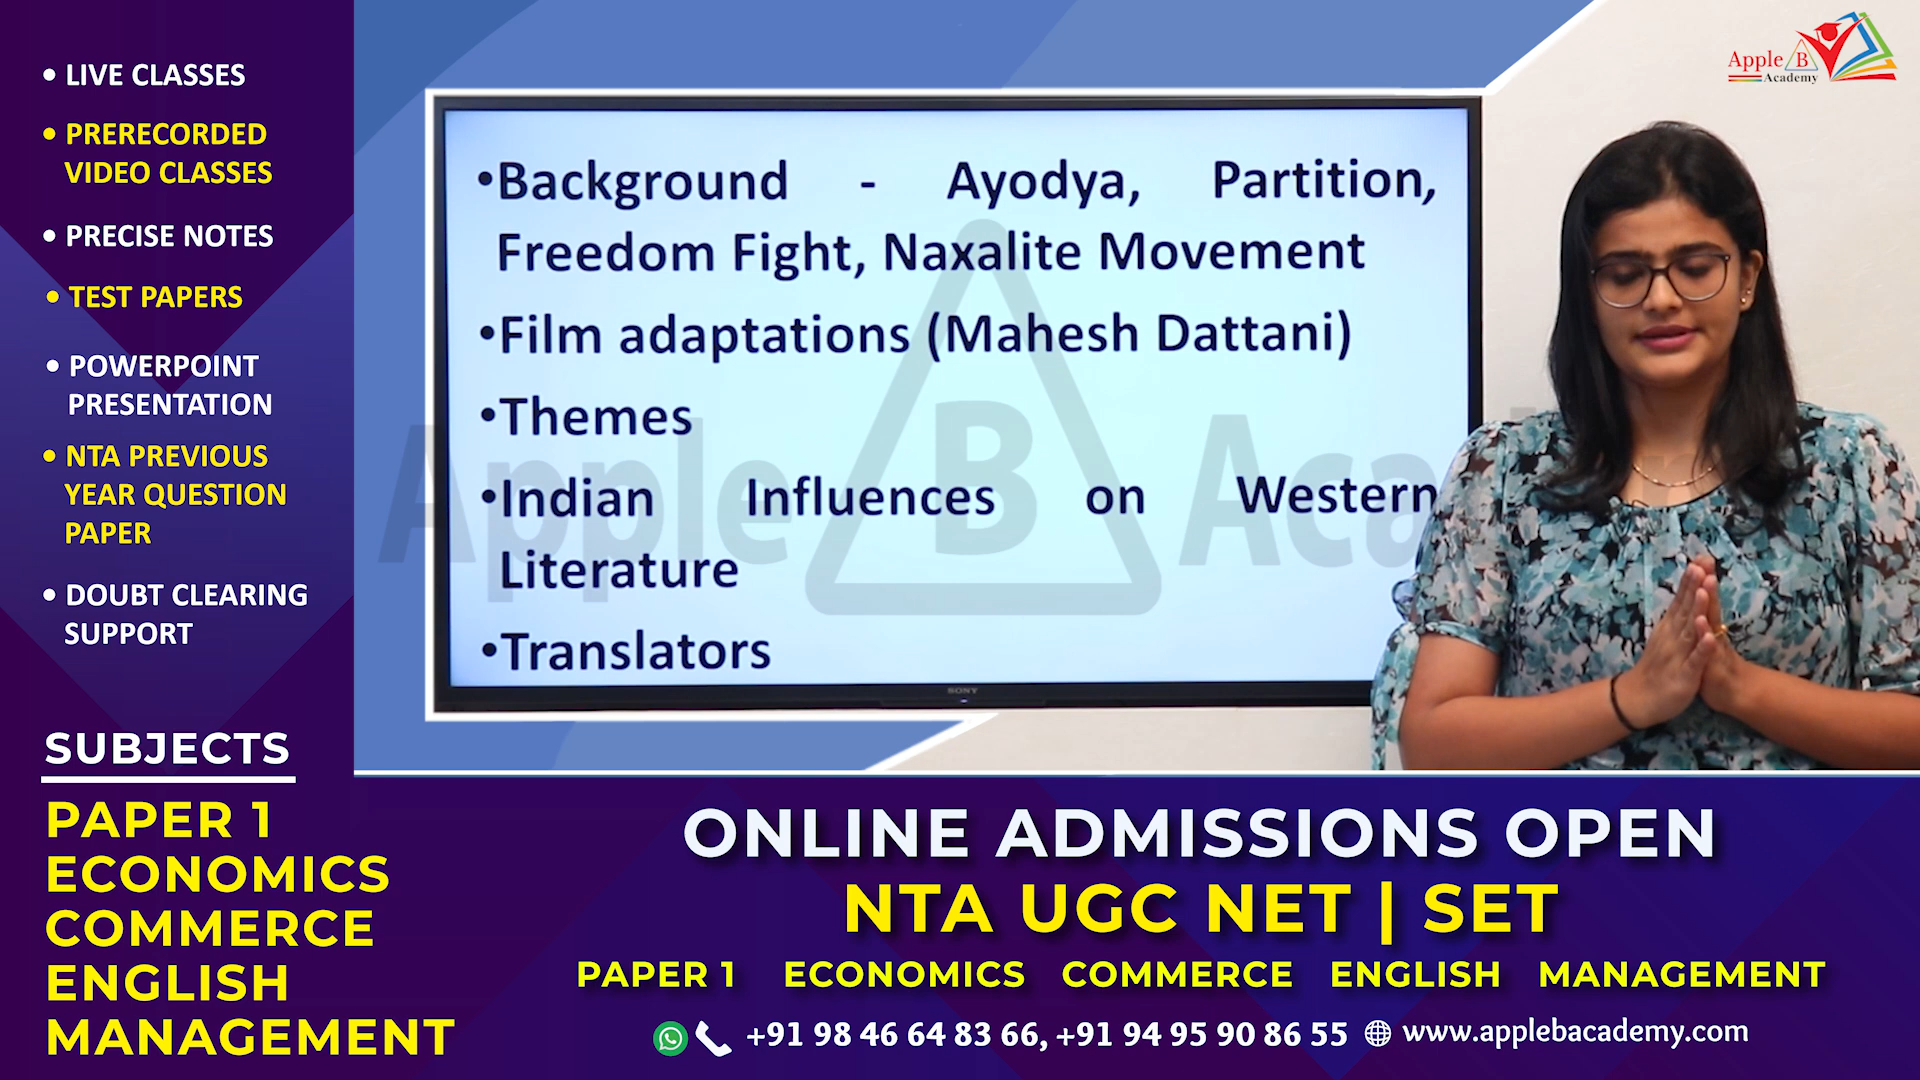 • LIVE CLASSES
• PRERECORDED
VIDEO CLASSES
• PRECISE NOTES
• TEST PAPERS
• POWERPOINT
PRESENTATION
• NTA PREVIOUS
YEAR QUESTION
PAPER
• DOUBT CLEARING
SUPPORT
SUBJECTS
PAPER 1
ECONOMICS
COMMERCE
ENGLISH
MANAGEMENT
Apple B
Academy
•Background - Ayodya, Partition,
Freedom Fight, Naxalite Movement
•Film adaptations (Mahesh Dattani)
•Themes
•Indian Influences on Western
Literature
•Translators
Apple B Aca
SONY
ONLINE ADMISSIONS OPEN
NTA UGC NET | SET
PAPER 1 ECONOMICS COMMERCE ENGLISH MANAGEMENT
+91 98 46 64 83 66, +91 94 95 90 86 55 www.applebacademy.com